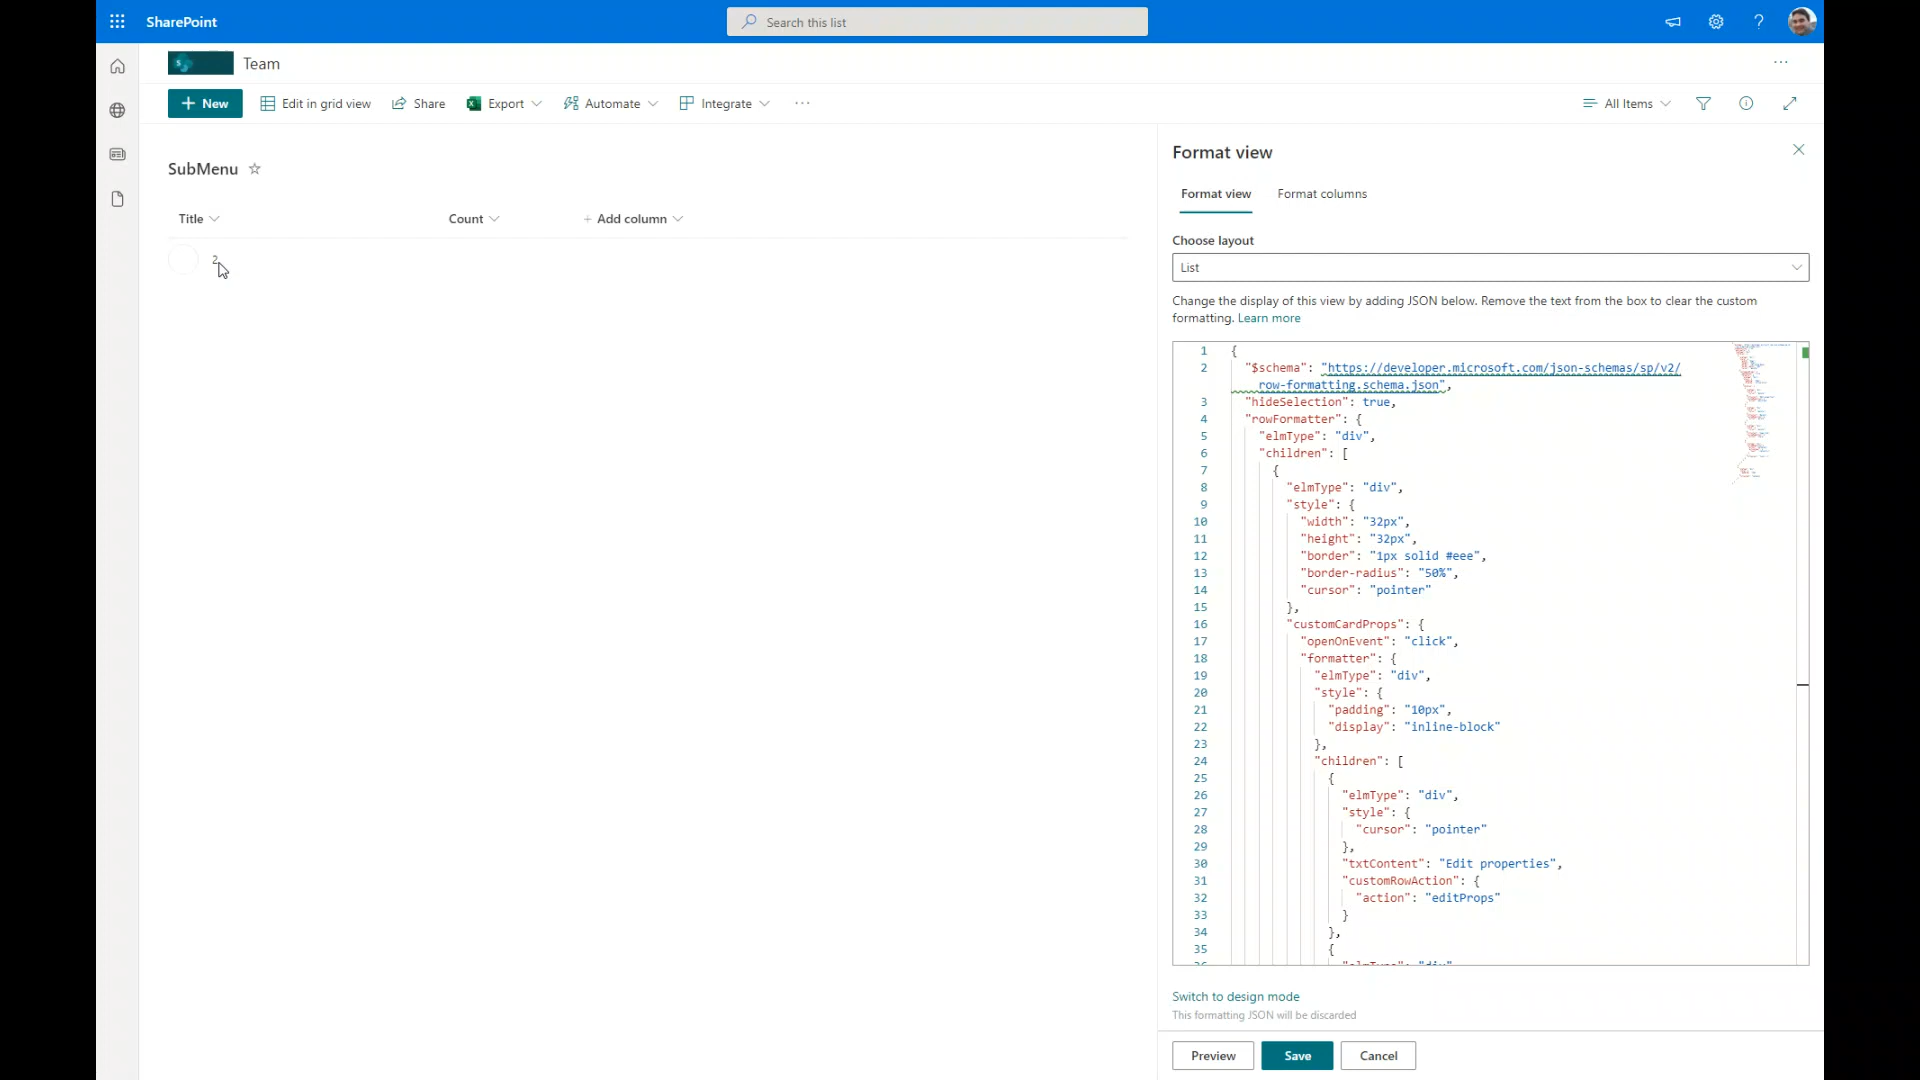 SharePoint
Search this list
?
S
Team
New
Edit in grid view
Share
Export
Automate
Integrate
All Items
SubMenu
Title
Count
+ Add column
2
Format view
Format view
Format columns
Choose layout
List
Change the display of this view by adding JSON below. Remove the text from the box to clear the custom
formatting. Learn more
1 {
2 "$schema": "https://developer.microsoft.com/json-schemas/sp/v2/
row-formatting.schema.json",
3 "hideSelection": true,
4 "rowFormatter": {
5 "elmType": "div",
6 "children": [
7 {
8 "elmType": "div",
9 "style": {
10 "width": "32px",
11 "height": "32px",
12 "border": "1px solid #eee",
13 "border-radius": "50%",
14 "cursor": "pointer"
15 },
16 "customCardProps": {
17 "openOnEvent": "click",
18 "formatter": {
19 "elmType": "div",
20 "style": {
21 "padding": "10px",
22 "display": "inline-block"
23 },
24 "children": [
25 {
26 "elmType": "div",
27 "style": {
28 "cursor": "pointer"
29 },
30 "txtContent": "Edit properties",
31 "customRowAction": {
32 "action": "editProps"
33 }
34 },
35 {
36 "elmType": "div",
Switch to design mode
This formatting JSON will be discarded
Preview
Save
Cancel